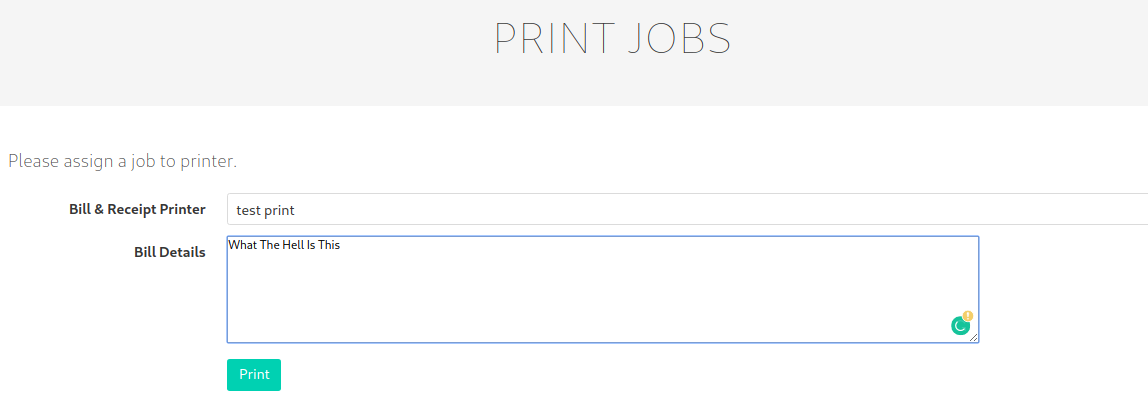 PRINT JOBS
Please assign a job to printer.
Bill & Receipt Printer test print
Bill Details What The Hell Is This
Print